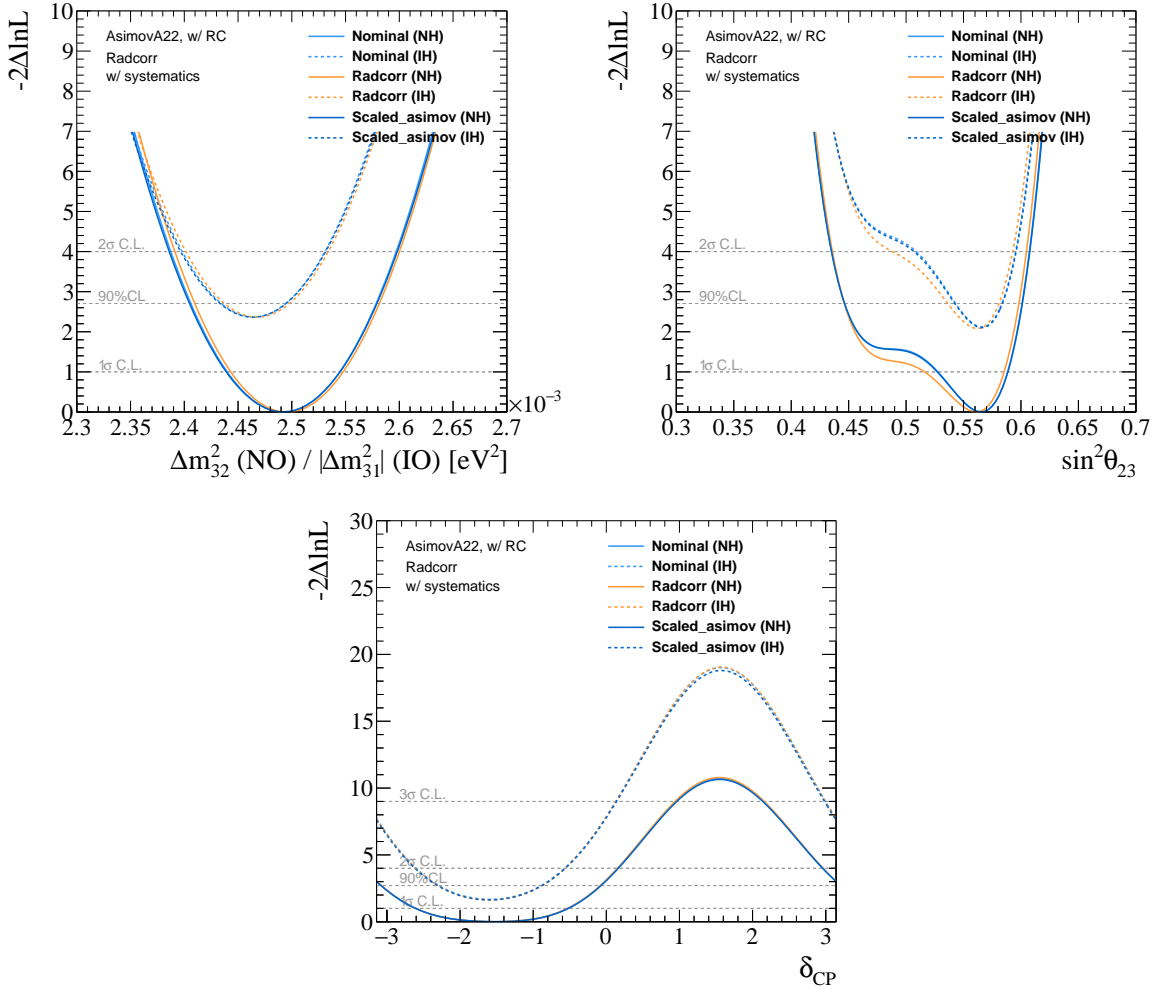 -2ΔlnL
10
9
8
7
6
5
4
3
2
1
0
AsimovA22, w/ RC
Radcorr
w/ systematics
Nominal (NH)
Nominal (IH)
Radcorr (NH)
Radcorr (IH)
Scaled_asimov (NH)
Scaled_asimov (IH)
2σ C.L.
90%CL
1σ C.L.
2.3 2.35 2.4 2.45 2.5 2.55 2.6 2.65 2.7
×10⁻³
Δm²₃₂ (NO) / |Δm²₃₁| (IO) [eV²]
-2ΔlnL
10
9
8
7
6
5
4
3
2
1
0
AsimovA22, w/ RC
Radcorr
w/ systematics
Nominal (NH)
Nominal (IH)
Radcorr (NH)
Radcorr (IH)
Scaled_asimov (NH)
Scaled_asimov (IH)
2σ C.L.
90%CL
1σ C.L.
0.3 0.35 0.4 0.45 0.5 0.55 0.6 0.65 0.7
sin²θ₂₃
-2ΔlnL
30
25
20
15
10
5
0
AsimovA22, w/ RC
Radcorr
w/ systematics
Nominal (NH)
Nominal (IH)
Radcorr (NH)
Radcorr (IH)
Scaled_asimov (NH)
Scaled_asimov (IH)
3σ C.L.
2σ C.L.
90%CL
1σ C.L.
−3 −2 −1 0 1 2 3
δ_CP